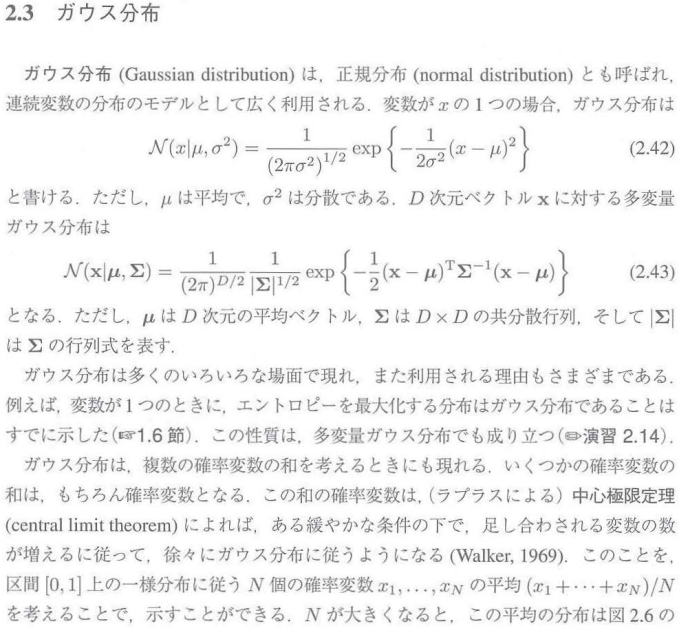 2.3 ガウス分布
ガウス分布 (Gaussian distribution) は，正規分布 (normal distribution) とも呼ばれ，
連続変数の分布のモデルとして広く利用される．変数が x の 1 つの場合，ガウス分布は
N(x|μ, σ²) = 1/(2πσ²)^{1/2} exp{−1/(2σ²) (x − μ)²} (2.42)
と書ける．ただし，μ は平均で，σ² は分散である．D 次元ベクトル x に対する多変量
ガウス分布は
N(x|μ, Σ) = 1/(2π)^{D/2} 1/|Σ|^{1/2} exp{−1/2 (x − μ)^T Σ^{−1} (x − μ)} (2.43)
となる．ただし，μ は D 次元の平均ベクトル，Σ は D × D の共分散行列，そして |Σ|
は Σ の行列式を表す．
ガウス分布は多くのいろいろな場面で現れ，また利用される理由もさまざまである．
例えば，変数が 1 つのときに，エントロピーを最大化する分布はガウス分布であることは
すでに示した (☞1.6 節)．この性質は，多変量ガウス分布でも成り立つ (✏演習 2.14)．
ガウス分布は，複数の確率変数の和を考えるときにも現れる．いくつかの確率変数の
和は，もちろん確率変数となる．この和の確率変数は，(ラプラスによる) 中心極限定理
(central limit theorem) によれば，ある緩やかな条件の下で，足し合わされる変数の数
が増えるに従って，徐々にガウス分布に従うようになる (Walker, 1969)．このことを，
区間 [0, 1] 上の一様分布に従う N 個の確率変数 x₁, . . . , x_N の平均 (x₁ + ··· + x_N)/N
を考えることで，示すことができる．N が大きくなると，この平均の分布は図 2.6 の